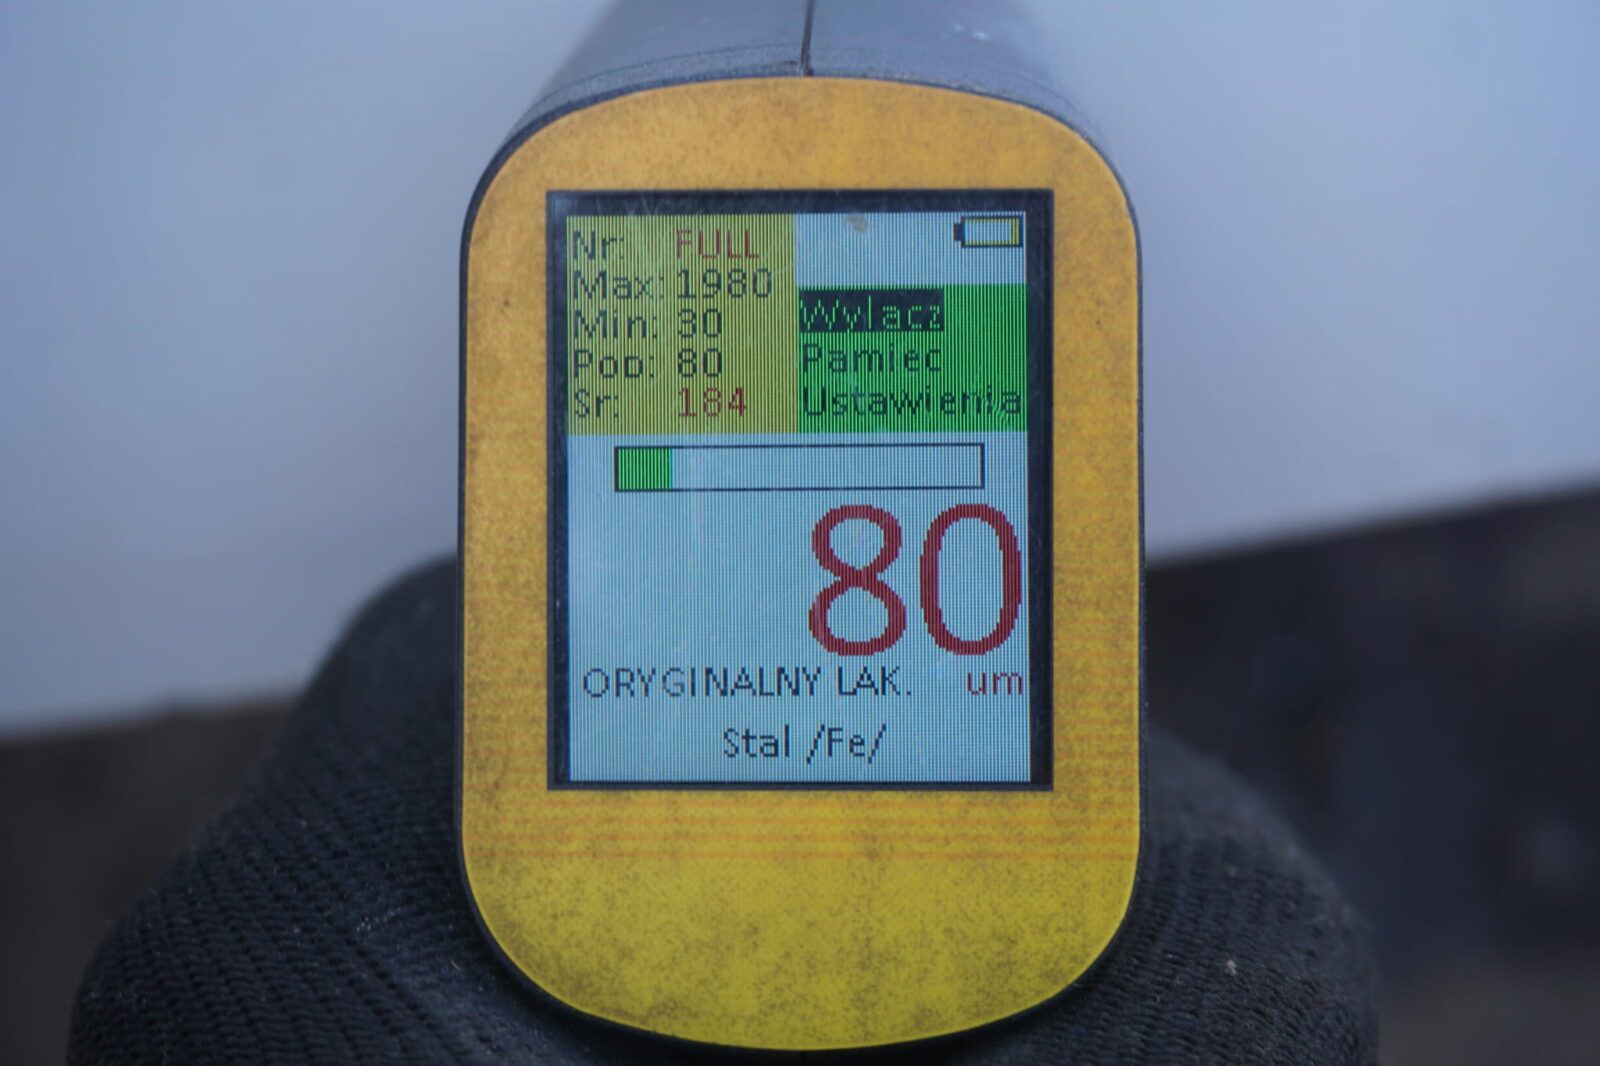 Nr: FULL
Max: 1980
Min: 30
Pop: 80
Sr: 184
Wylacz
Pamiec
Ustawienia
80
ORYGINALNY LAK. um
Stal /Fe/